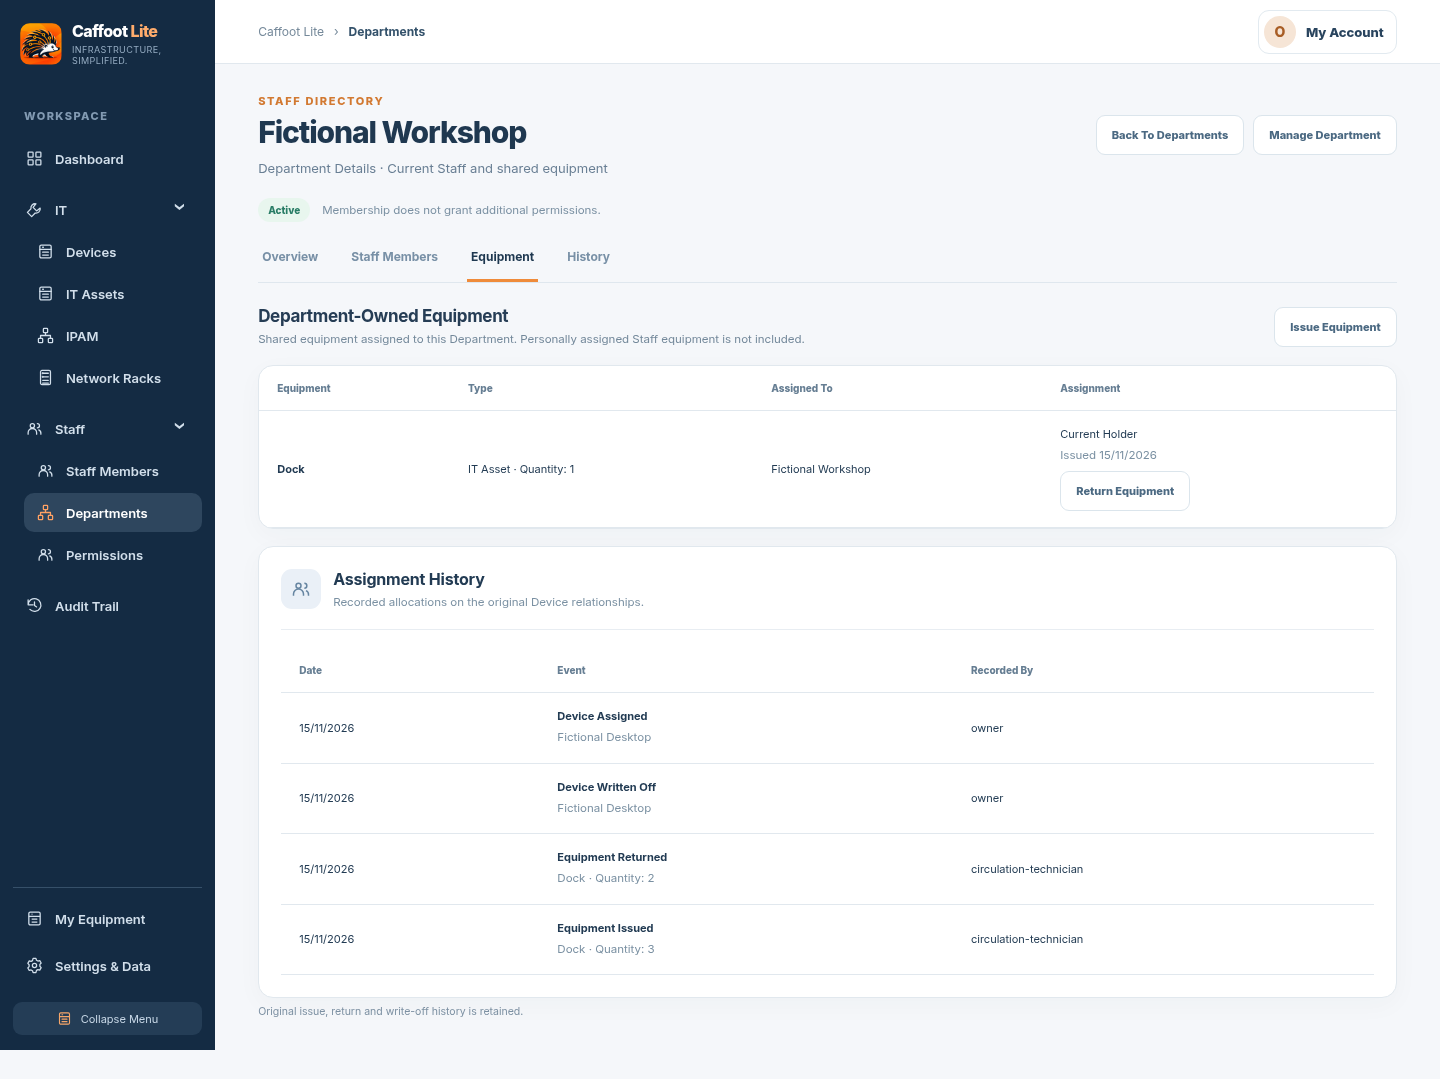 Caffoot Lite
INFRASTRUCTURE,
SIMPLIFIED.
WORKSPACE
Dashboard
IT
Devices
IT Assets
IPAM
Network Racks
Staff
Staff Members
Departments
Permissions
Audit Trail
My Equipment
Settings & Data
Collapse Menu
Caffoot Lite › Departments
O My Account
STAFF DIRECTORY
Fictional Workshop
Department Details · Current Staff and shared equipment
Back To Departments
Manage Department
Active Membership does not grant additional permissions.
Overview Staff Members Equipment History
Department-Owned Equipment
Shared equipment assigned to this Department. Personally assigned Staff equipment is not included.
Issue Equipment
Equipment Type Assigned To Assignment
Dock IT Asset · Quantity: 1 Fictional Workshop
Current Holder
Issued 15/11/2026
Return Equipment
Assignment History
Recorded allocations on the original Device relationships.
Date Event Recorded By
15/11/2026
Device Assigned
Fictional Desktop
owner
15/11/2026
Device Written Off
Fictional Desktop
owner
15/11/2026
Equipment Returned
Dock · Quantity: 2
circulation-technician
15/11/2026
Equipment Issued
Dock · Quantity: 3
circulation-technician
Original issue, return and write-off history is retained.